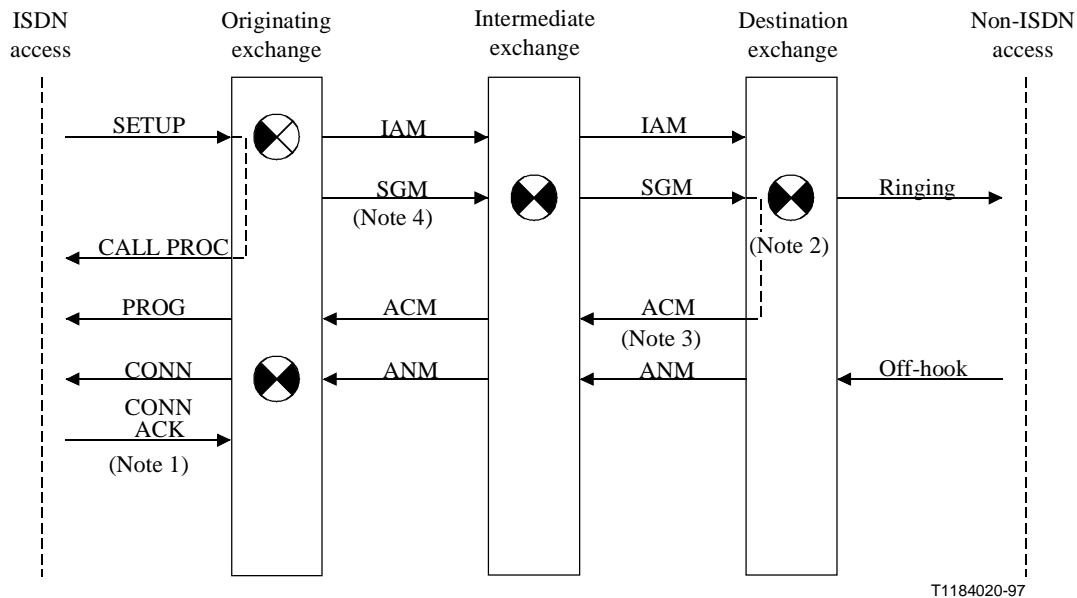 ISDN access
Originating exchange
Intermediate exchange
Destination exchange
Non-ISDN access
SETUP
IAM
IAM
SGM
(Note 4)
SGM
Ringing
(Note 2)
CALL PROC
PROG
ACM
ACM
(Note 3)
CONN
ANM
ANM
Off-hook
CONN
ACK
(Note 1)
T1184020-97